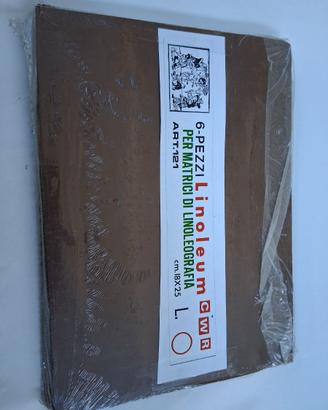 6-PEZZI Linoleum CWR
PER MATRICI DI LINOLEOGRAFIA
ART.121
cm.18X25 L.